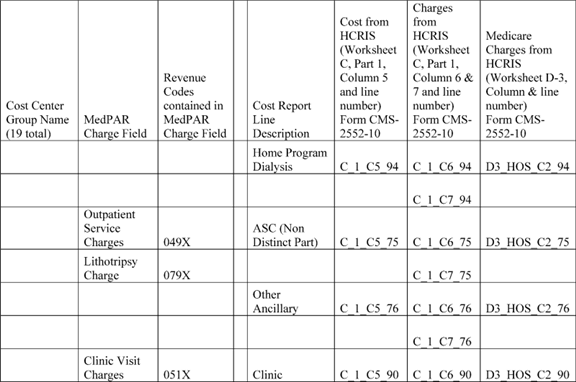 Cost Center
Group Name
(19 total)
MedPAR
Charge Field
Revenue
Codes
contained in
MedPAR
Charge Field
Cost Report
Line
Description
Cost from
HCRIS
(Worksheet
C, Part 1,
Column 5
and line
number)
Form CMS-
2552-10
Charges
from
HCRIS
(Worksheet
C, Part 1,
Column 6 &
7 and line
number)
Form CMS-
2552-10
Medicare
Charges from
HCRIS
(Worksheet D-3,
Column & line
number)
Form CMS-
2552-10
Home Program
Dialysis
C_1_C5_94
C_1_C6_94
D3_HOS_C2_94
C_1_C7_94
Outpatient
Service
Charges
049X
ASC (Non
Distinct Part)
C_1_C5_75
C_1_C6_75
D3_HOS_C2_75
Lithotripsy
Charge
079X
C_1_C7_75
Other
Ancillary
C_1_C5_76
C_1_C6_76
D3_HOS_C2_76
C_1_C7_76
Clinic Visit
Charges
051X
Clinic
C_1_C5_90
C_1_C6_90
D3_HOS_C2_90